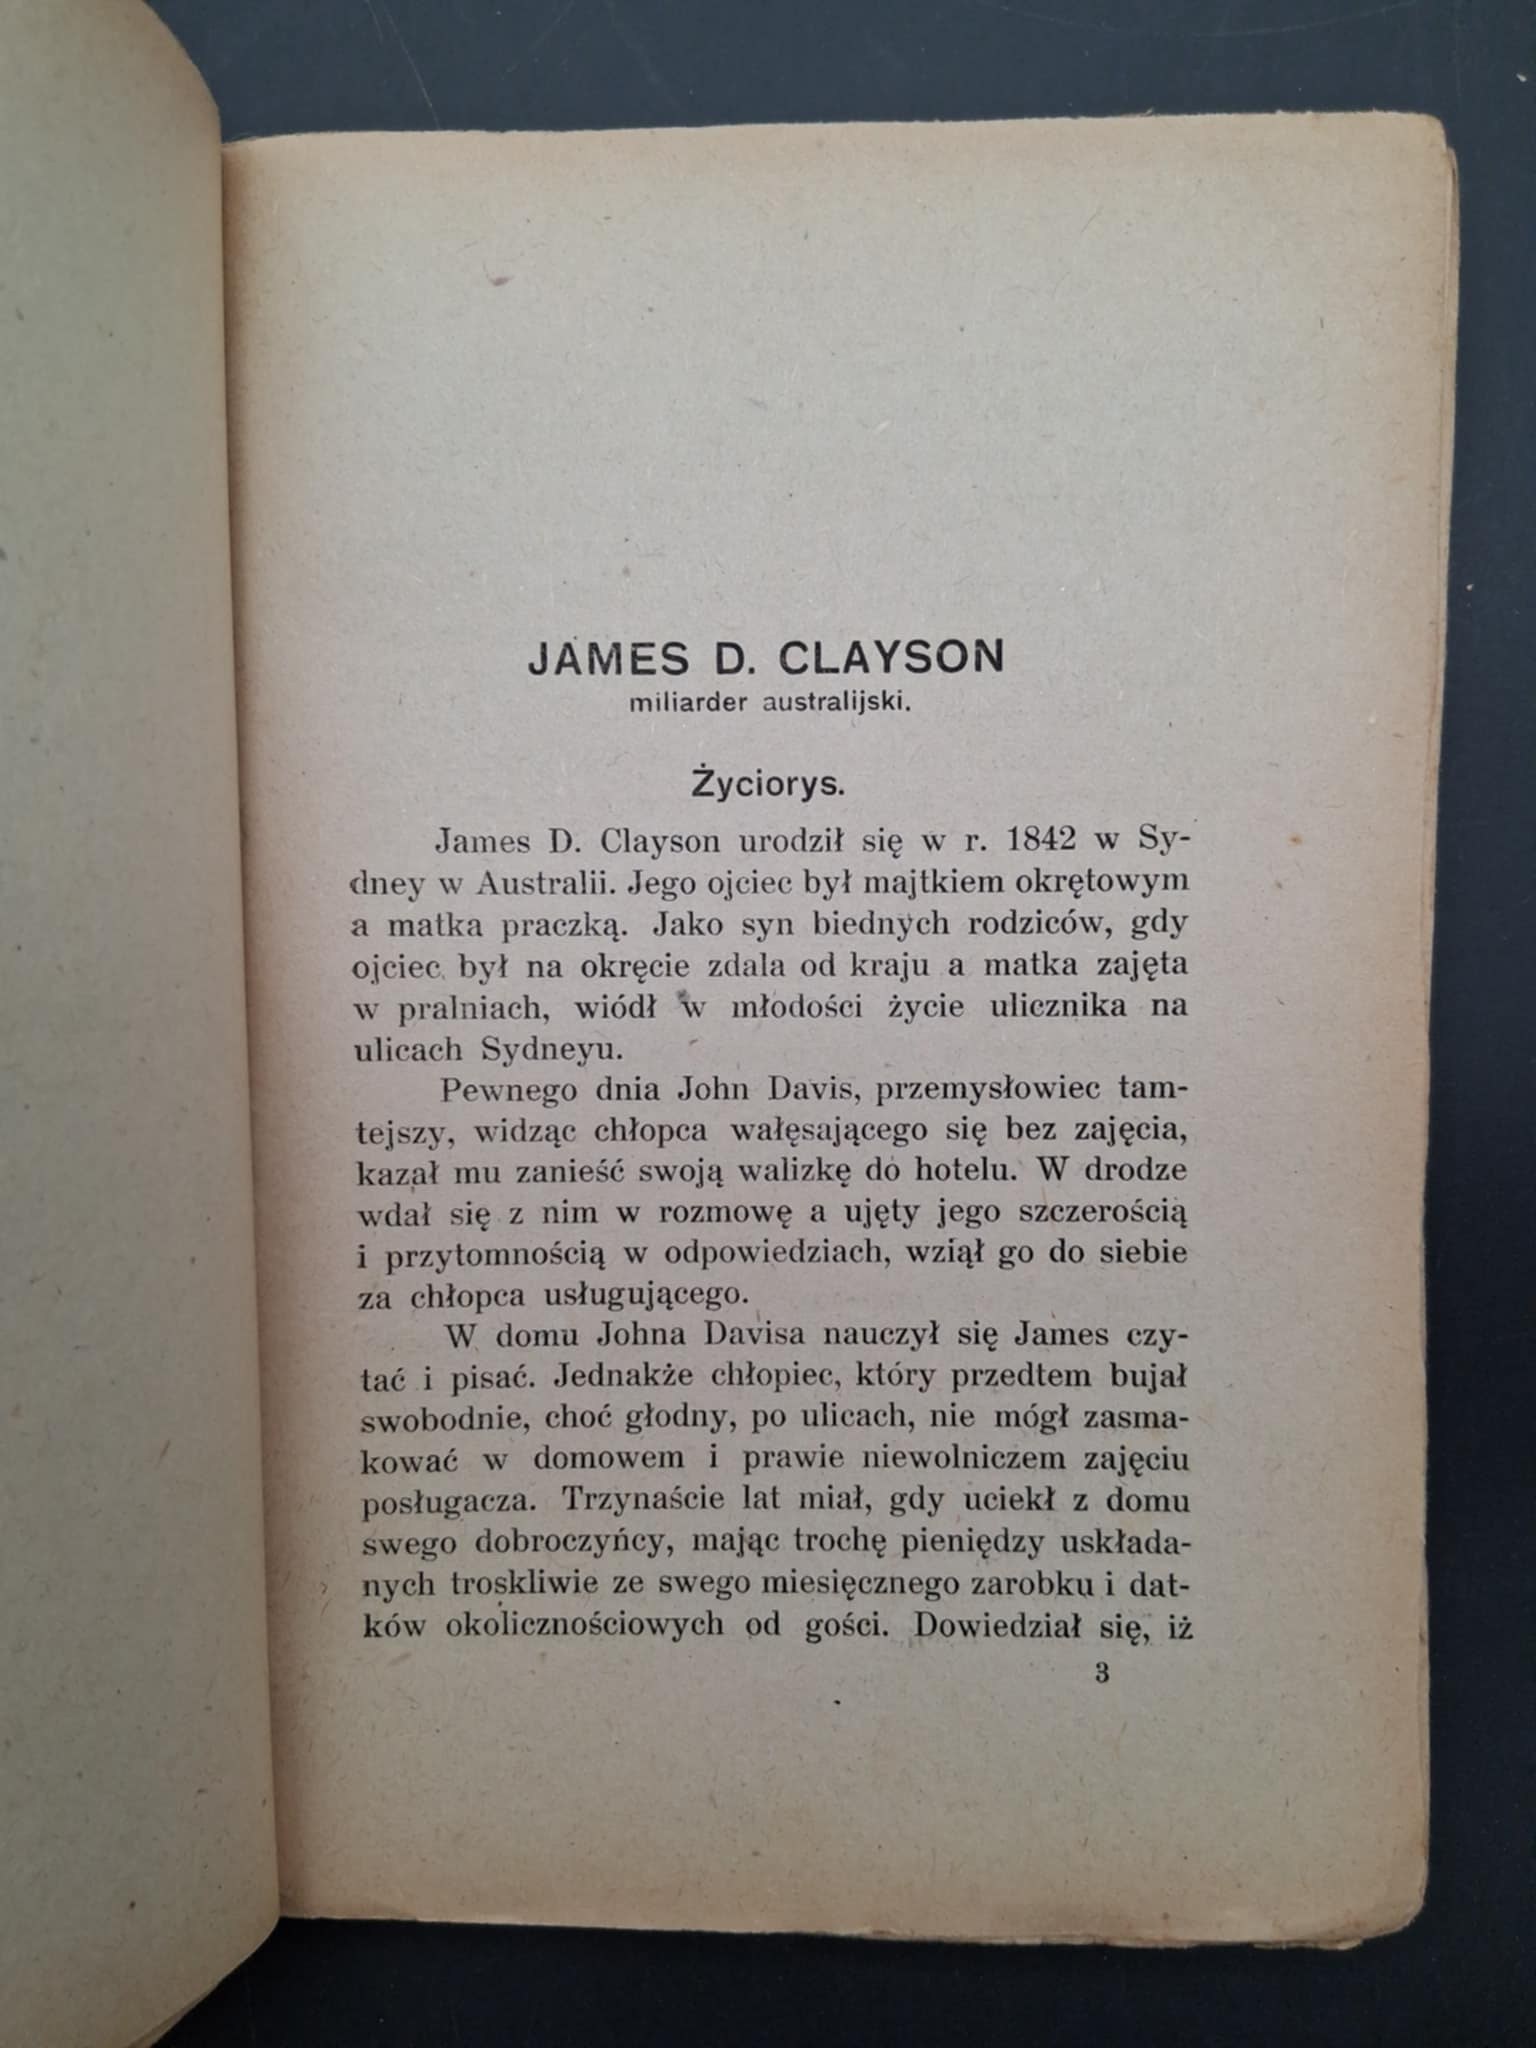 JAMES D. CLAYSON
miliarder australijski.
Życiorys.
James D. Clayson urodził się w r. 1842 w Sy-
dney w Australii. Jego ojciec był majtkiem okrętowym
a matka praczką. Jako syn biednych rodziców, gdy
ojciec był na okręcie zdala od kraju a matka zajęta
w pralniach, wiódł w młodości życie ulicznika na
ulicach Sydneyu.
Pewnego dnia John Davis, przemysłowiec tam-
tejszy, widząc chłopca wałęsającego się bez zajęcia,
kazał mu zanieść swoją walizkę do hotelu. W drodze
wdał się z nim w rozmowę a ujęty jego szczerością
i przytomnością w odpowiedziach, wziął go do siebie
za chłopca usługującego.
W domu Johna Davisa nauczył się James czy-
tać i pisać. Jednakże chłopiec, który przedtem bujał
swobodnie, choć głodny, po ulicach, nie mógł zasma-
kować w domowem i prawie niewolniczem zajęciu
posługacza. Trzynaście lat miał, gdy uciekł z domu
swego dobroczyńcy, mając trochę pieniędzy uskłada-
nych troskliwie ze swego miesięcznego zarobku i dat-
ków okolicznościowych od gości. Dowiedział się, iż
3